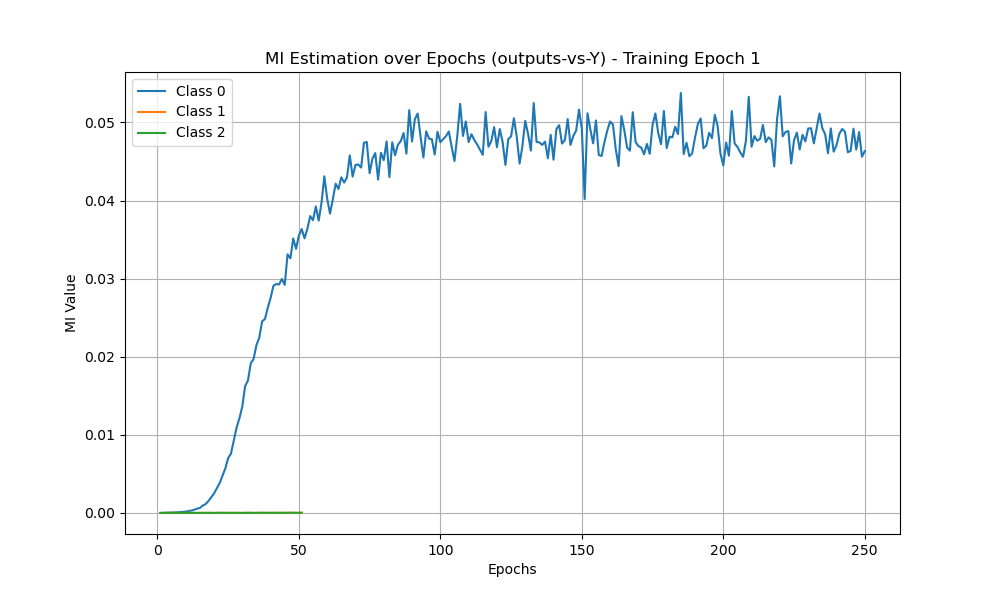 MI Estimation over Epochs (outputs-vs-Y) - Training Epoch 1
Class 0
Class 1
Class 2
MI Value
0.05
0.04
0.03
0.02
0.01
0.00
0
50
100
150
200
250
Epochs